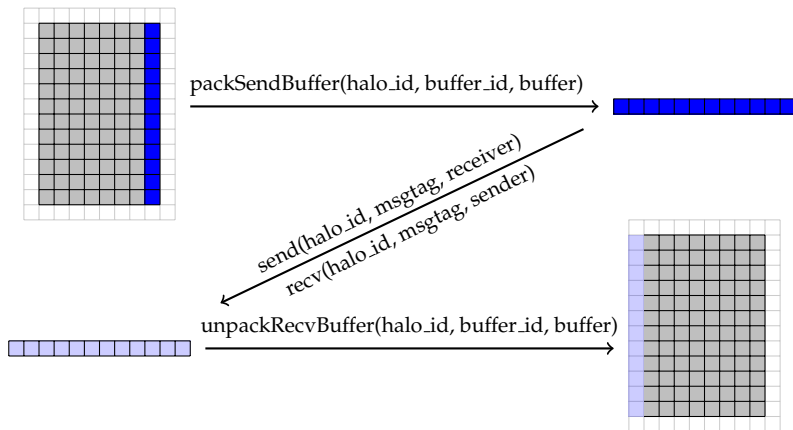 packSendBuffer(halo_id, buffer_id, buffer)
send(halo_id, msgtag, receiver)
recv(halo_id, msgtag, sender)
unpackRecvBuffer(halo_id, buffer_id, buffer)